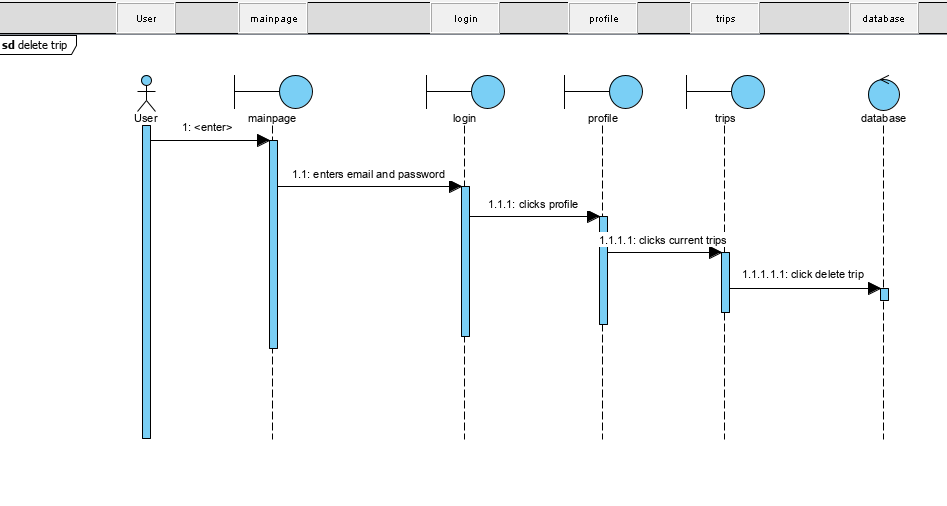 User mainpage login profile trips database
sd delete trip
User mainpage login profile trips database
1: <enter>
1.1: enters email and password
1.1.1: clicks profile
1.1.1.1: clicks current trips
1.1.1.1.1: click delete trip